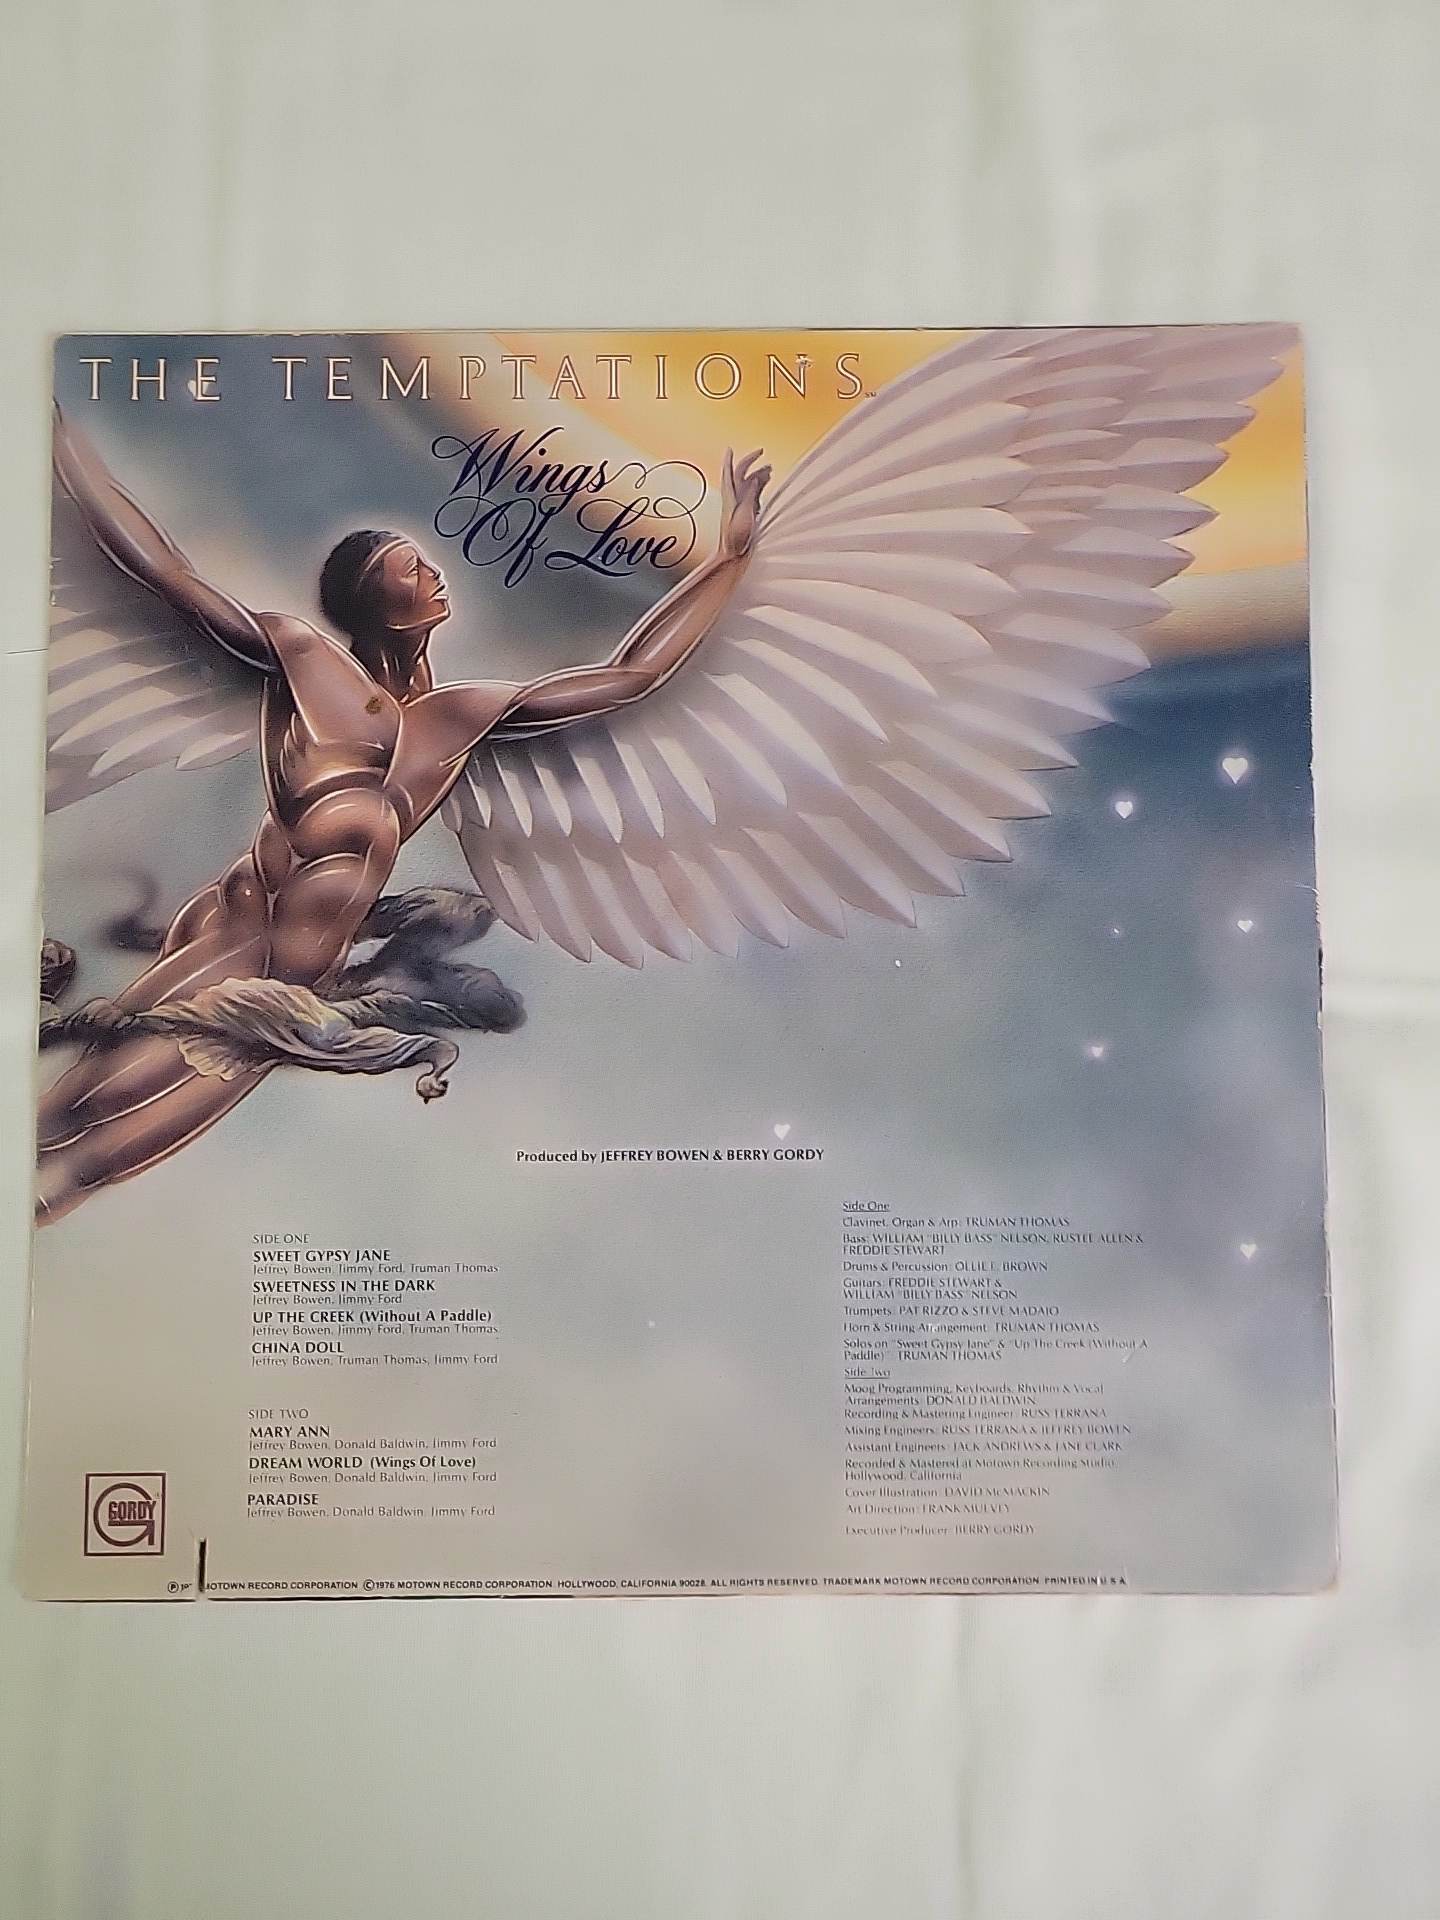 THE TEMPTATIONS SM
Wings
Of Love
Produced by JEFFREY BOWEN & BERRY GORDY
SIDE ONE
SWEET GYPSY JANE
Jeffrey Bowen, Jimmy Ford, Truman Thomas
SWEETNESS IN THE DARK
Jeffrey Bowen, Jimmy Ford
UP THE CREEK (Without A Paddle)
Jeffrey Bowen, Jimmy Ford, Truman Thomas
CHINA DOLL
Jeffrey Bowen, Truman Thomas, Jimmy Ford
SIDE TWO
MARY ANN
Jeffrey Bowen, Donald Baldwin, Jimmy Ford
DREAM WORLD (Wings Of Love)
Jeffrey Bowen, Donald Baldwin, Jimmy Ford
PARADISE
Jeffrey Bowen, Donald Baldwin, Jimmy Ford
Side One
Clavinet, Organ & Arp: TRUMAN THOMAS
Bass: WILLIAM "BILLY BASS" NELSON, RUSTEE ALLEN &
FREDDIE STEWART
Drums & Percussion: OLLIE E. BROWN
Guitars: FREDDIE STEWART &
WILLIAM "BILLY BASS" NELSON
Trumpets: PAT RIZZO & STEVE MADAIO
Horn & String Arrangement: TRUMAN THOMAS
Solos on "Sweet Gypsy Jane" & "Up The Creek (Without A
Paddle)": TRUMAN THOMAS
Side Two
Moog Programming, Keyboards, Rhythm & Vocal
Arrangements: DONALD BALDWIN
Recording & Mastering Engineer: RUSS TERRANA
Mixing Engineers: RUSS TERRANA & JEFFREY BOWEN
Assistant Engineers: JACK ANDREWS & JANE CLARK
Recorded & Mastered at Motown Recording Studio,
Hollywood, California
Cover Illustration: DAVID McMACKIN
Art Direction: FRANK MULVEY
Executive Producer: BERRY GORDY
GORDY ®
Ⓟ OTOWN RECORD CORPORATION ©1976 MOTOWN RECORD CORPORATION. HOLLYWOOD, CALIFORNIA 90028. ALL RIGHTS RESERVED. TRADEMARK MOTOWN RECORD CORPORATION. PRINTED IN U.S.A.